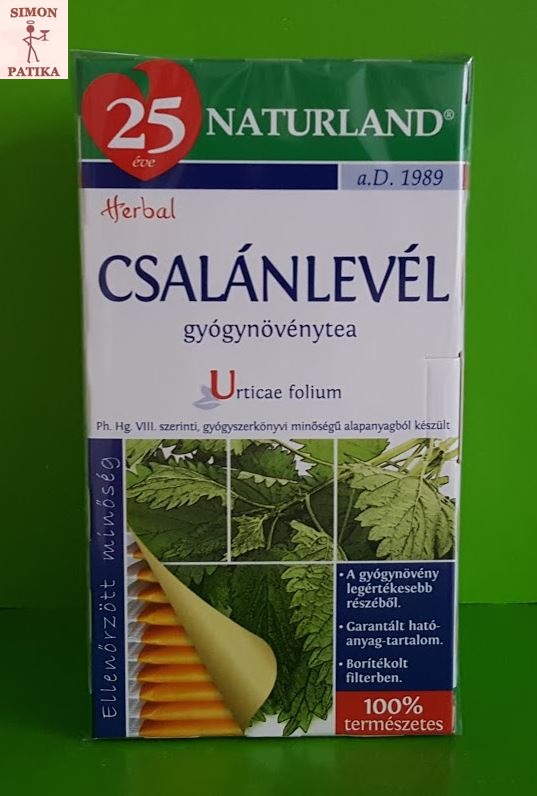 SIMON
PATIKA
25
éve
NATURLAND®
a.D. 1989
Herbal
CSALÁNLEVÉL
gyógynövénytea
Urticae folium
Ph. Hg. VIII. szerinti, gyógyszerkönyvi minőségű alapanyagból készült
Ellenőrzött minőség
• A gyógynövény
legértékesebb
részéből.
• Garantált ható-
anyag-tartalom.
• Borítékolt
filterben.
100%
természetes